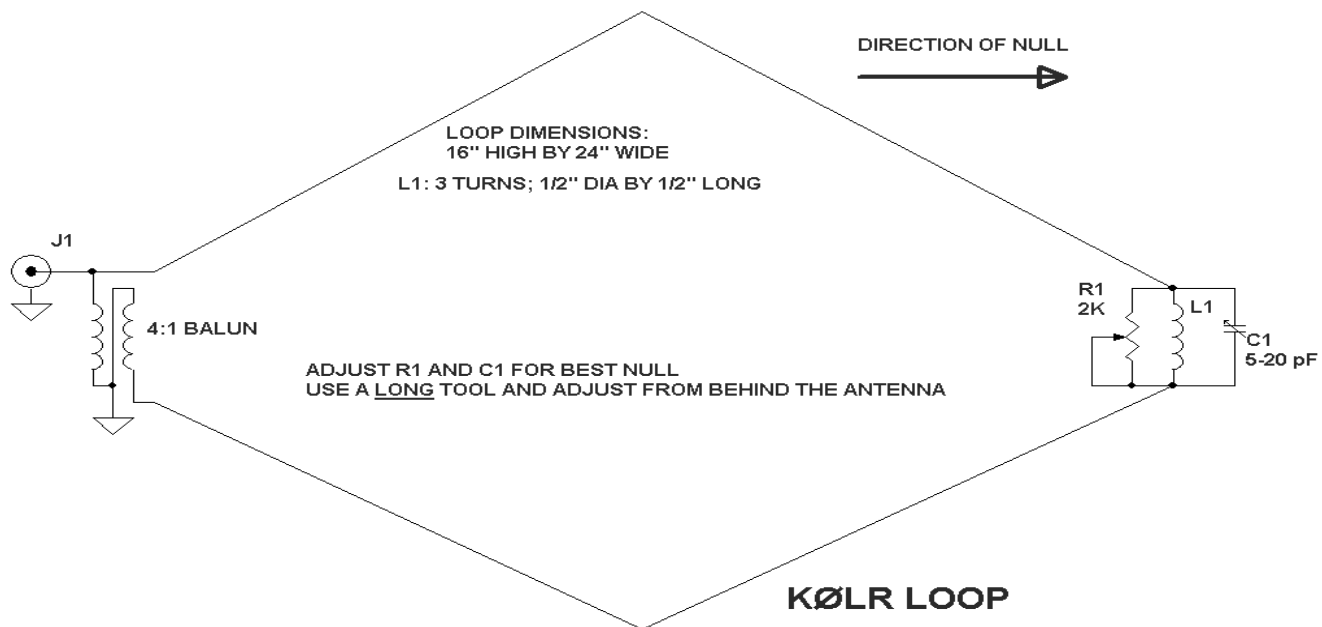 DIRECTION OF NULL
LOOP DIMENSIONS:
16" HIGH BY 24" WIDE
L1: 3 TURNS; 1/2" DIA BY 1/2" LONG
J1
4:1 BALUN
R1
2K
L1
C1
5-20 pF
ADJUST R1 AND C1 FOR BEST NULL
USE A LONG TOOL AND ADJUST FROM BEHIND THE ANTENNA
KØLR LOOP